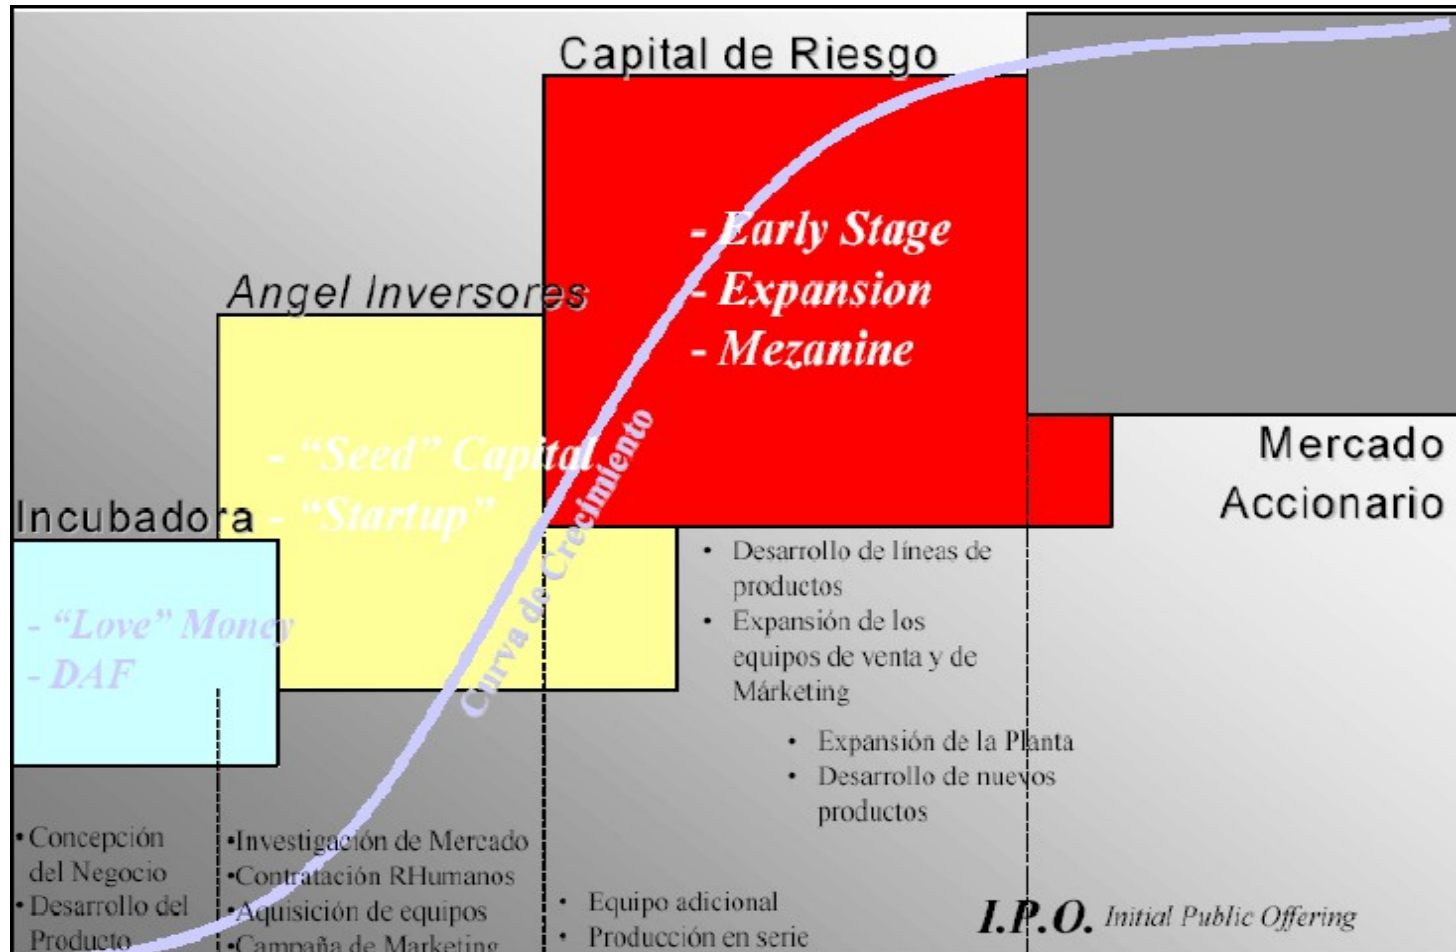 Capital de Riesgo
- Early Stage
- Expansion
- Mezanine
Angel Inversores
- “Seed” Capital
- “Startup”
Incubadora
- “Love” Money
- DAF
Curva de Crecimiento
Mercado
Accionario
• Desarrollo de líneas de
productos
• Expansión de los
equipos de venta y de
Márketing
• Expansión de la Planta
• Desarrollo de nuevos
productos
• Concepción
del Negocio
• Desarrollo del
Producto
•Investigación de Mercado
•Contratación RHumanos
•Aquisición de equipos
•Campaña de Marketing
• Equipo adicional
• Producción en serie
I.P.O. Initial Public Offering